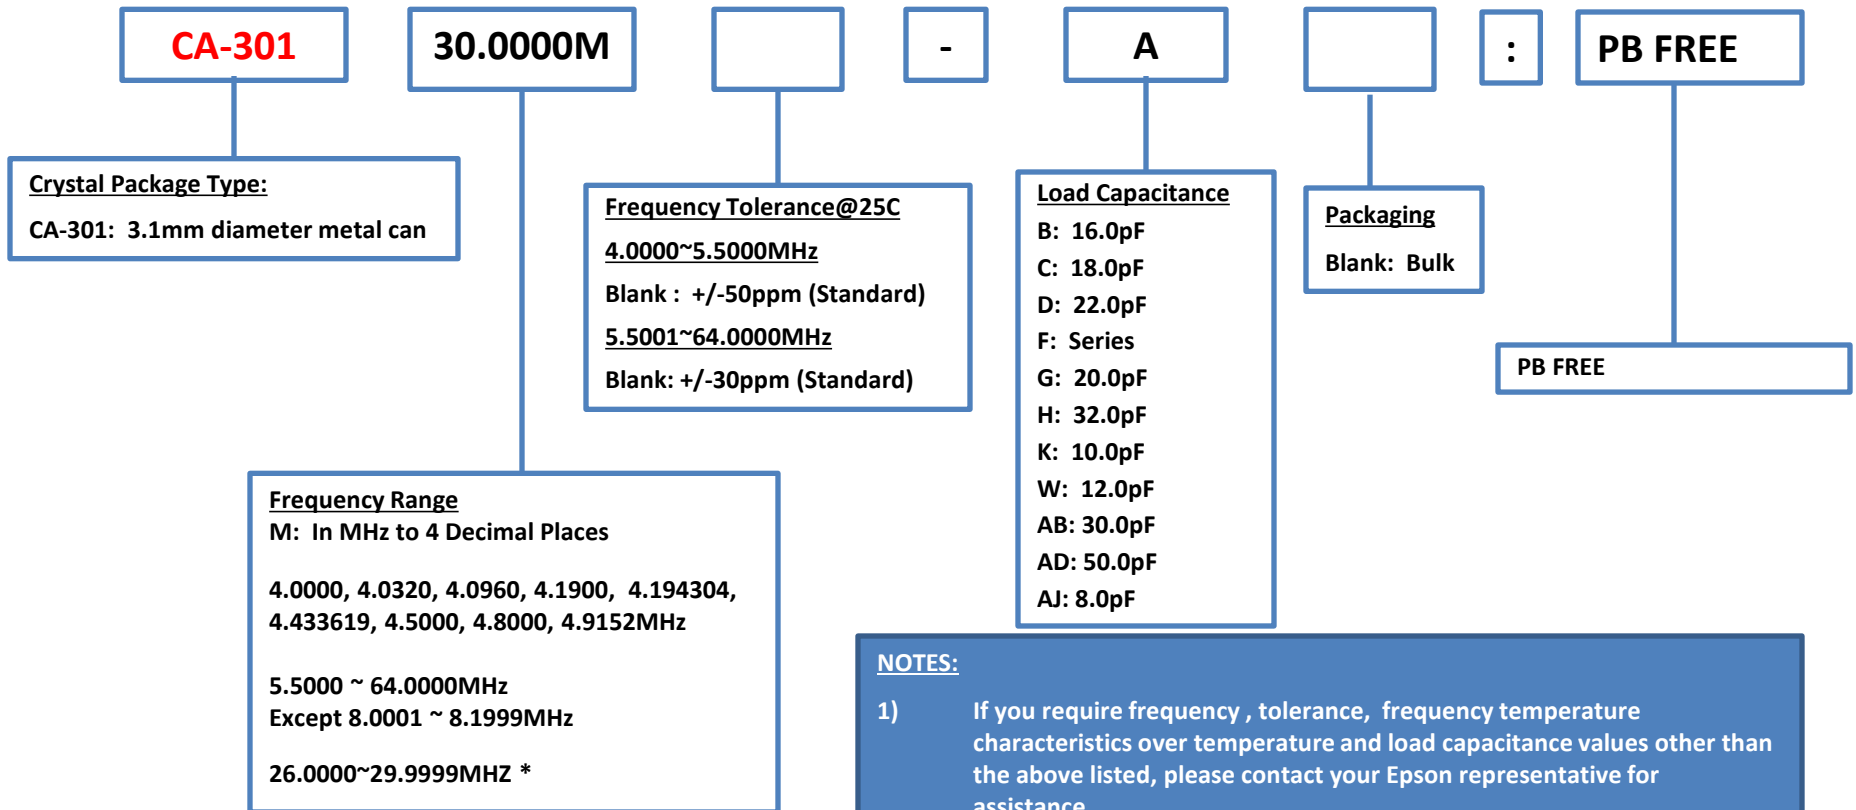 CA-301
30.0000M
-
A
:
PB FREE
Crystal Package Type:
CA-301: 3.1mm diameter metal can
Frequency Tolerance@25C
4.0000~5.5000MHz
Blank : +/-50ppm (Standard)
5.5001~64.0000MHz
Blank: +/-30ppm (Standard)
Load Capacitance
B: 16.0pF
C: 18.0pF
D: 22.0pF
F: Series
G: 20.0pF
H: 32.0pF
K: 10.0pF
W: 12.0pF
AB: 30.0pF
AD: 50.0pF
AJ: 8.0pF
Packaging
Blank: Bulk
PB FREE
Frequency Range
M: In MHz to 4 Decimal Places
4.0000, 4.0320, 4.0960, 4.1900, 4.194304,
4.433619, 4.5000, 4.8000, 4.9152MHz
5.5000 ~ 64.0000MHz
Except 8.0001 ~ 8.1999MHz
26.0000~29.9999MHZ *
NOTES:
1) If you require frequency , tolerance, frequency temperature
characteristics over temperature and load capacitance values other than
the above listed, please contact your Epson representative for
assistance